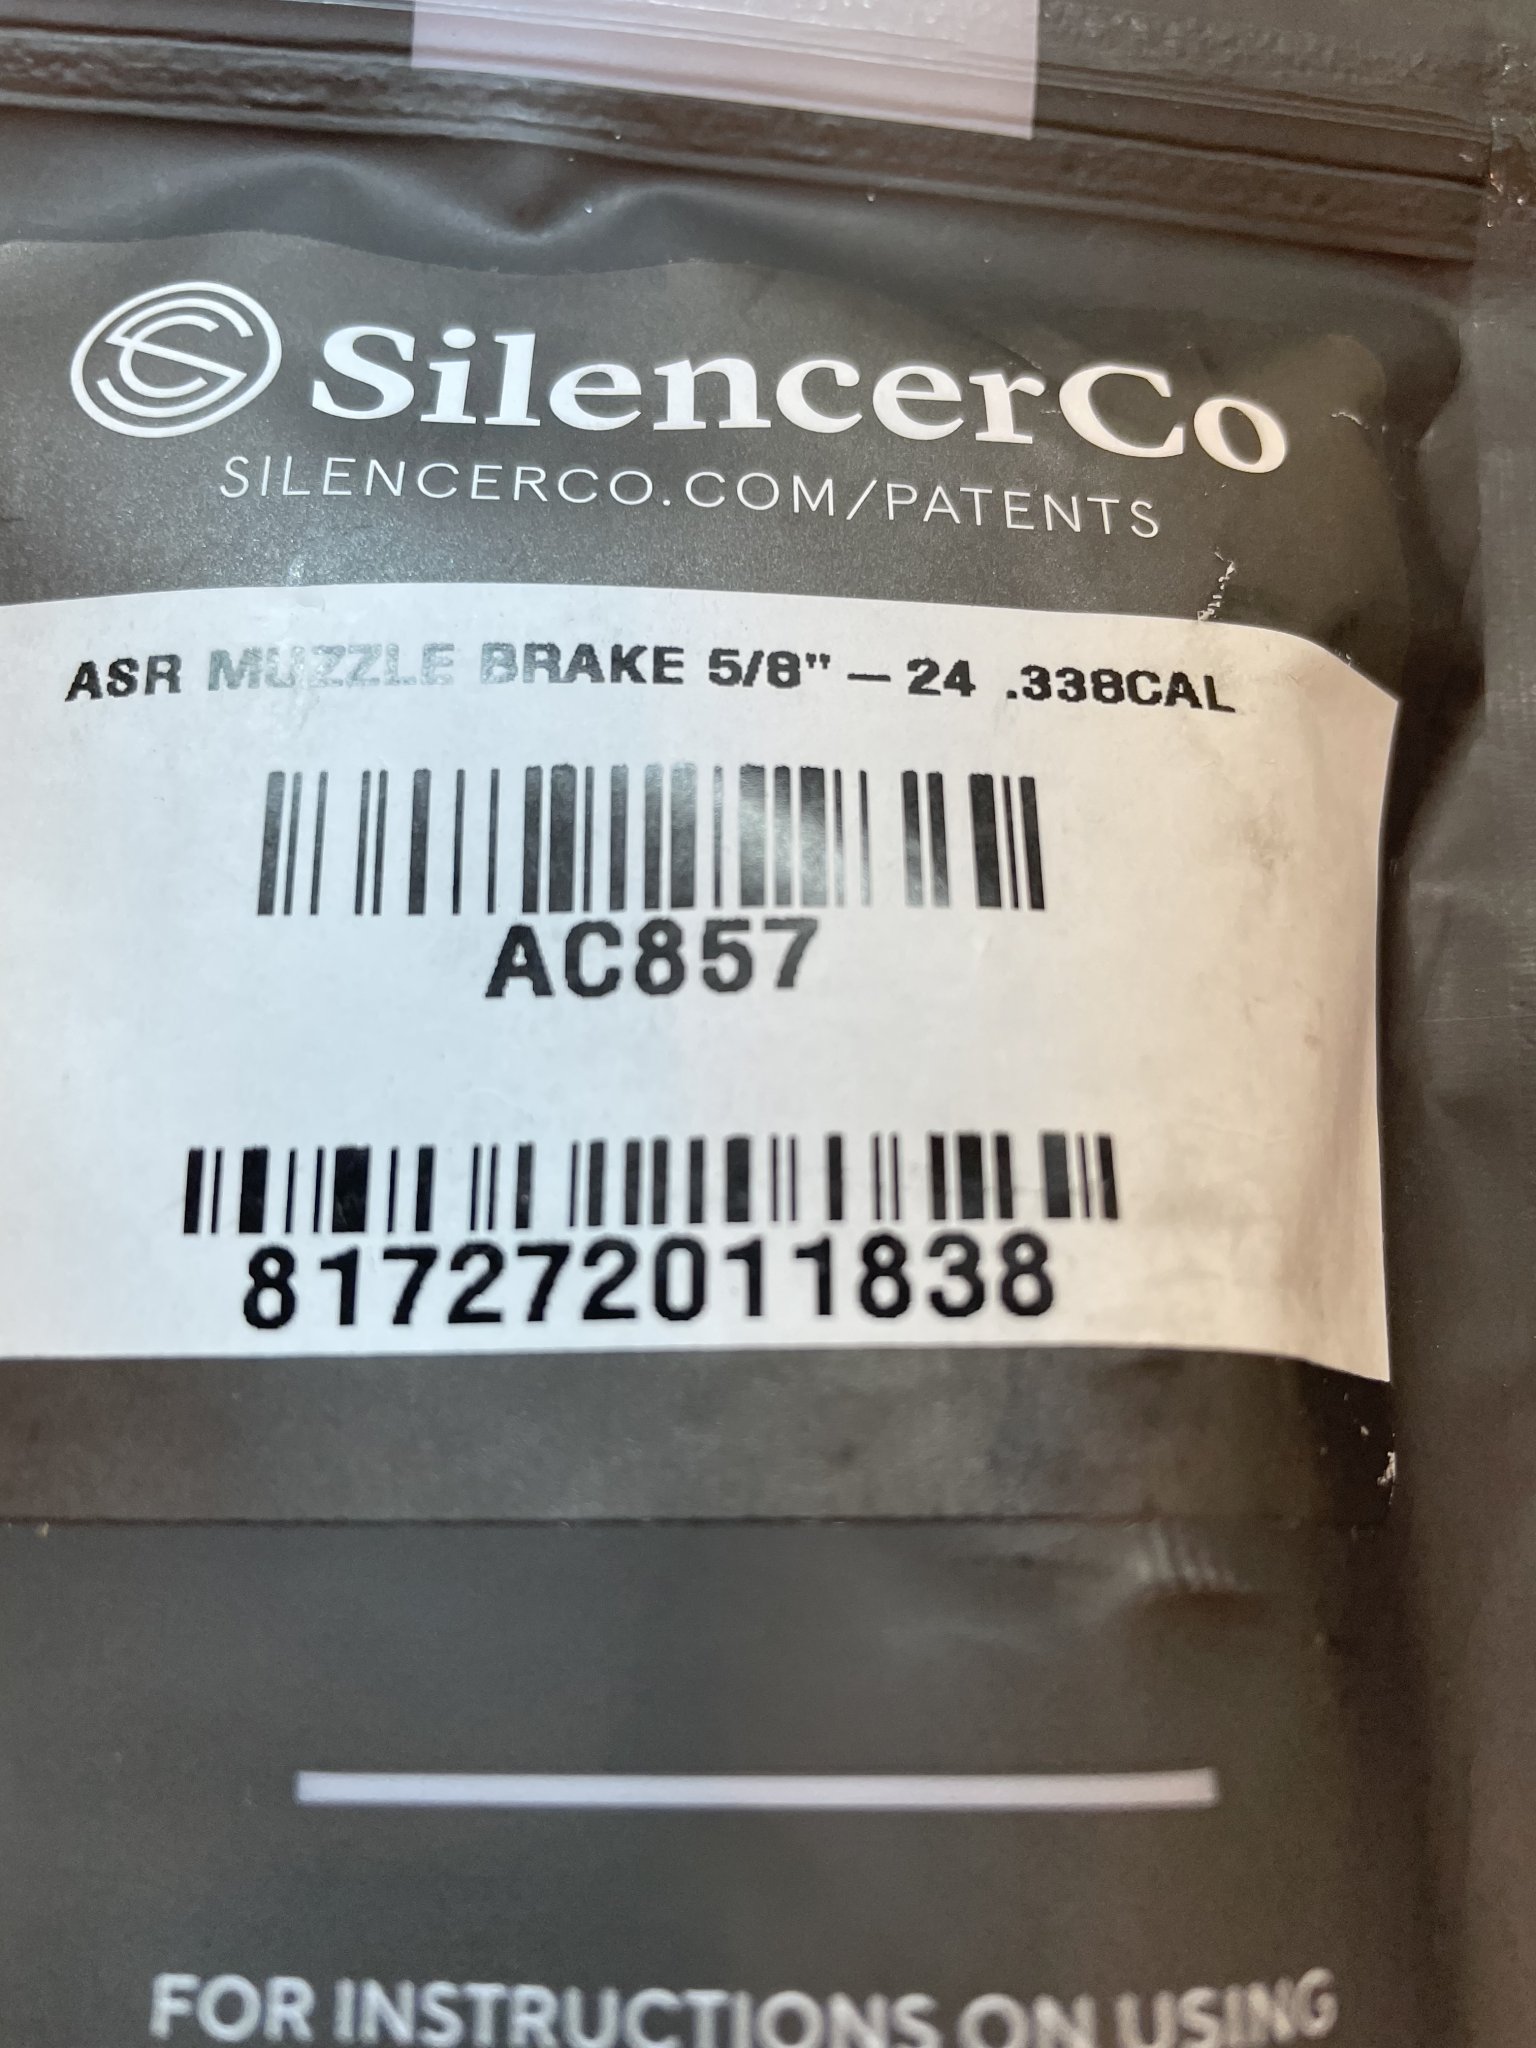 SilencerCo
SILENCERCO.COM/PATENTS
ASR MUZZLE BRAKE 5/8" – 24 .338CAL
AC857
817272011838
FOR INSTRUCTIONS ON USING